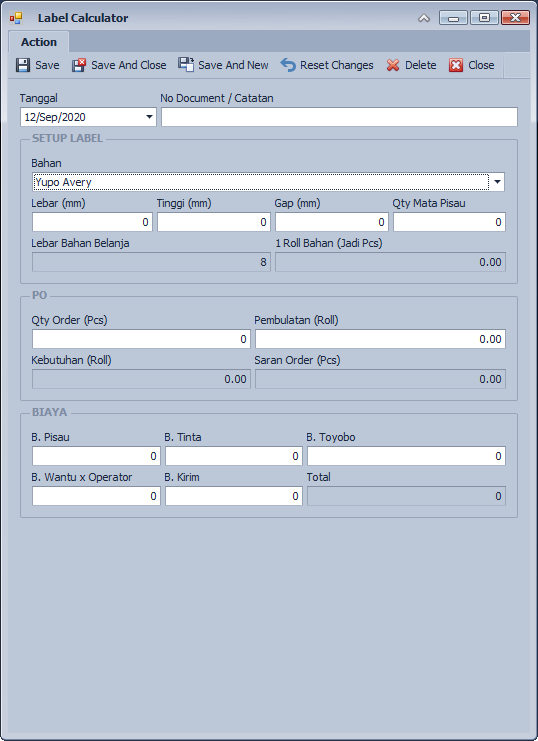 Label Calculator
Action
Save Save And Close Save And New Reset Changes Delete Close
Tanggal No Document / Catatan
12/Sep/2020
SETUP LABEL
Bahan
Yupo Avery
Lebar (mm) Tinggi (mm) Gap (mm) Qty Mata Pisau
0 0 0 0
Lebar Bahan Belanja 1 Roll Bahan (Jadi Pcs)
8 0.00
PO
Qty Order (Pcs) Pembulatan (Roll)
0 0.00
Kebutuhan (Roll) Saran Order (Pcs)
0.00 0.00
BIAYA
B. Pisau B. Tinta B. Toyobo
0 0 0
B. Wantu x Operator B. Kirim Total
0 0 0